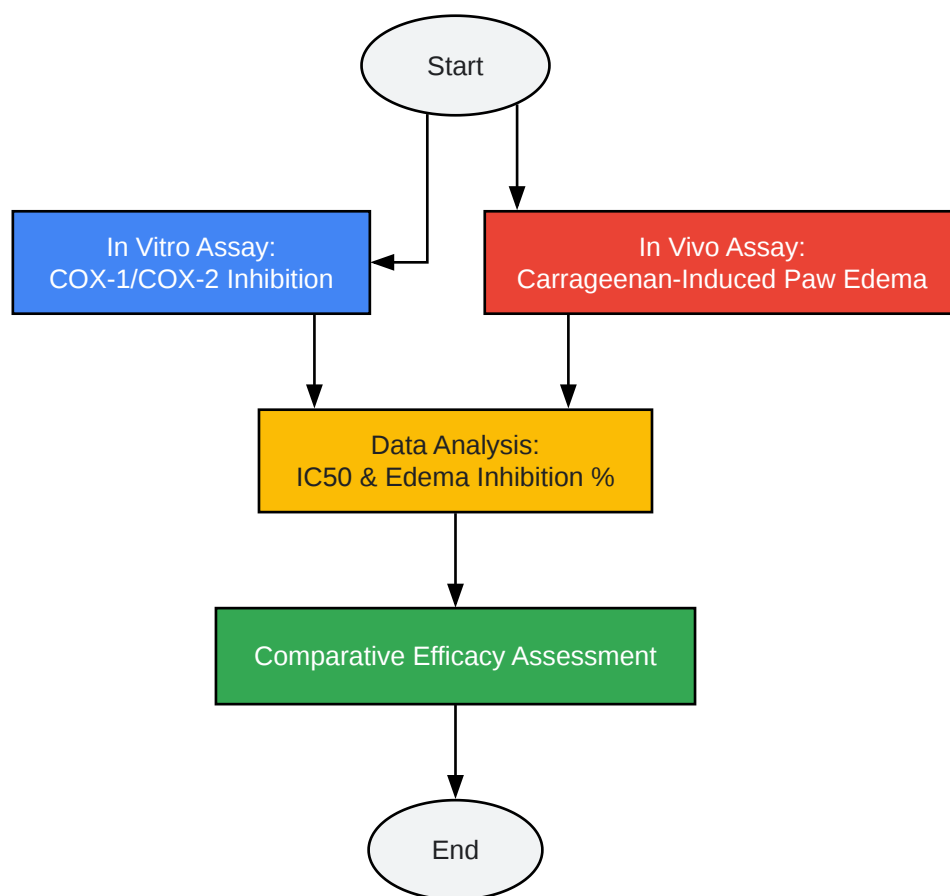 Start
In Vitro Assay:
COX-1/COX-2 Inhibition
In Vivo Assay:
Carrageenan-Induced Paw Edema
Data Analysis:
IC50 & Edema Inhibition %
Comparative Efficacy Assessment
End